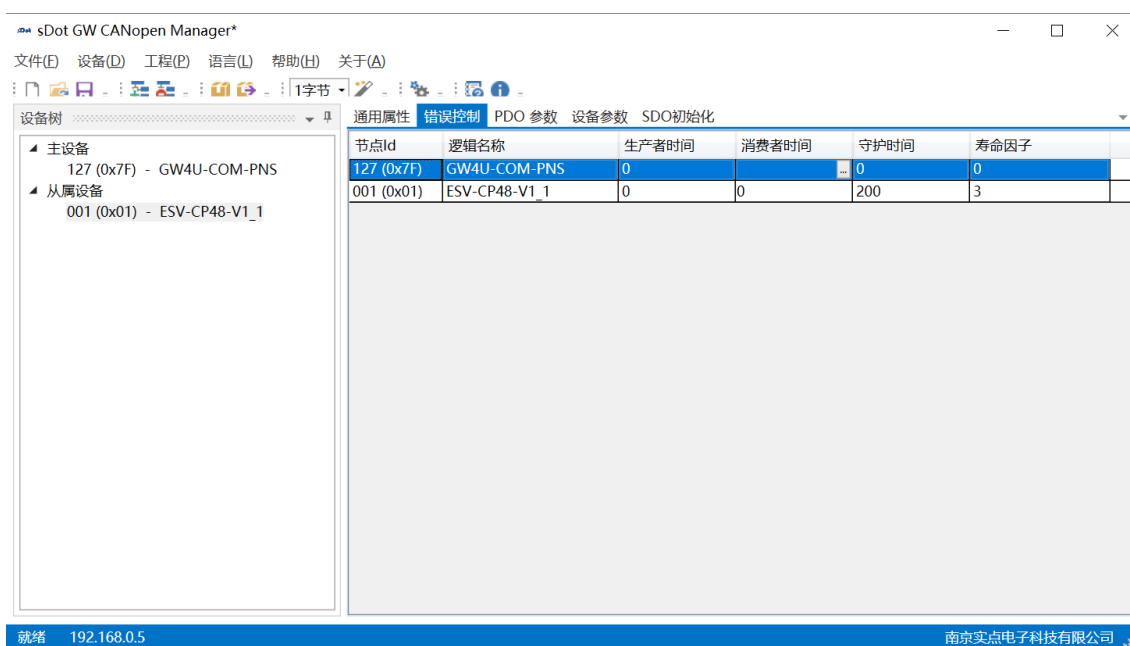 sDot GW CANopen Manager*
文件(F) 设备(D) 工程(P) 语言(L) 帮助(H) 关于(A)
1字节
设备树
通用属性 错误控制 PDO 参数 设备参数 SDO初始化
主设备
127 (0x7F) - GW4U-COM-PNS
从属设备
001 (0x01) - ESV-CP48-V1_1
节点Id 逻辑名称 生产者时间 消费者时间 守护时间 寿命因子
127 (0x7F) GW4U-COM-PNS 0 ... 0 0
001 (0x01) ESV-CP48-V1_1 0 0 200 3
就绪 192.168.0.5 南京实点电子科技有限公司